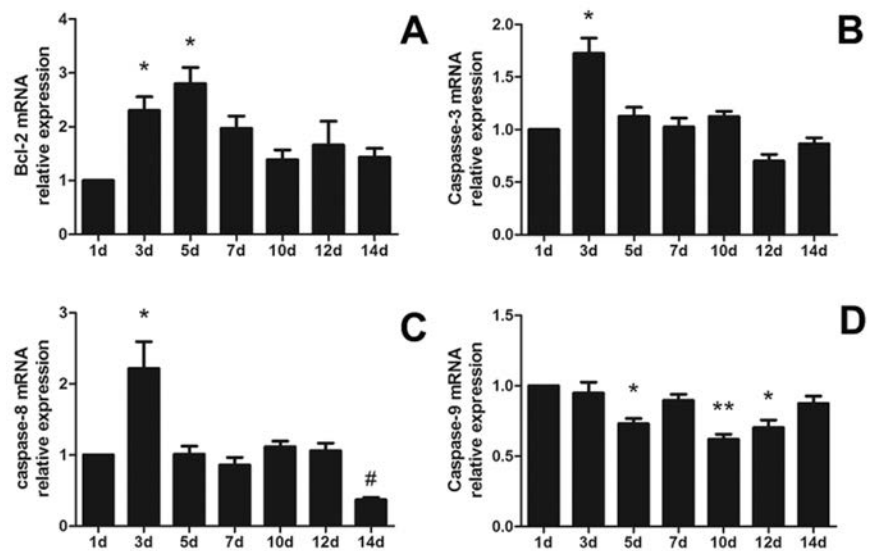 A
Bcl-2 mRNA
relative expression
4
3
2
1
0
* *
1d 3d 5d 7d 10d 12d 14d
B
Caspasse-3 mRNA
relative expression
2.0
1.5
1.0
0.5
0.0
*
1d 3d 5d 7d 10d 12d 14d
C
caspase-8 mRNA
relative expression
3
2
1
0
* #
1d 3d 5d 7d 10d 12d 14d
D
Caspase-9 mRNA
relative expression
1.5
1.0
0.5
0.0
* ** *
1d 3d 5d 7d 10d 12d 14d